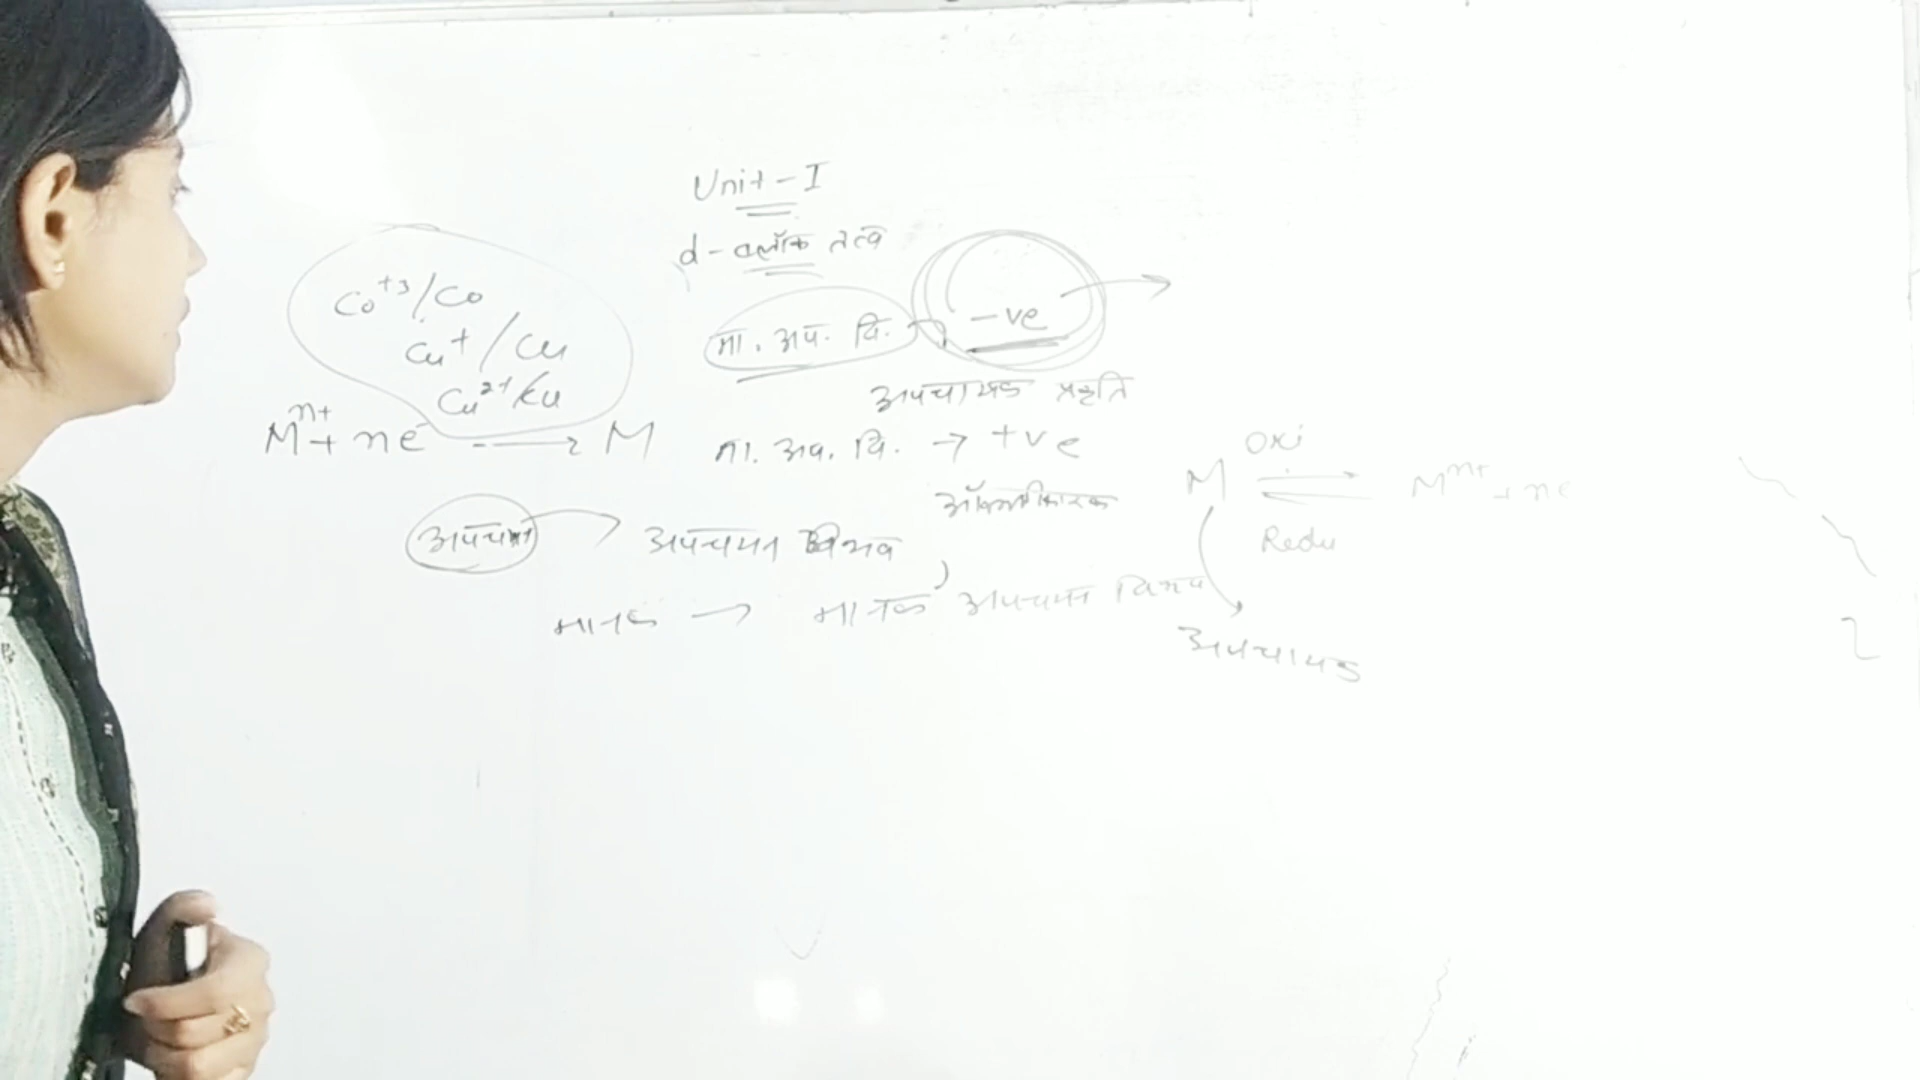 Unit-I
d-ब्लॉक तत्व
Co+3/Co
Cu+/Cu
Cu2+/Cu
मा. अप. वि. → -ve
अपचायक प्रकृति
Mn+ + ne- → M
मा. अप. वि. → +ve
ऑक्सीकारक
M ⇌ Mn+ + ne
Oxi
Redu
अपचयन → अपचयन विभव
मानक → मानक अपचयन विभव
अपचायक